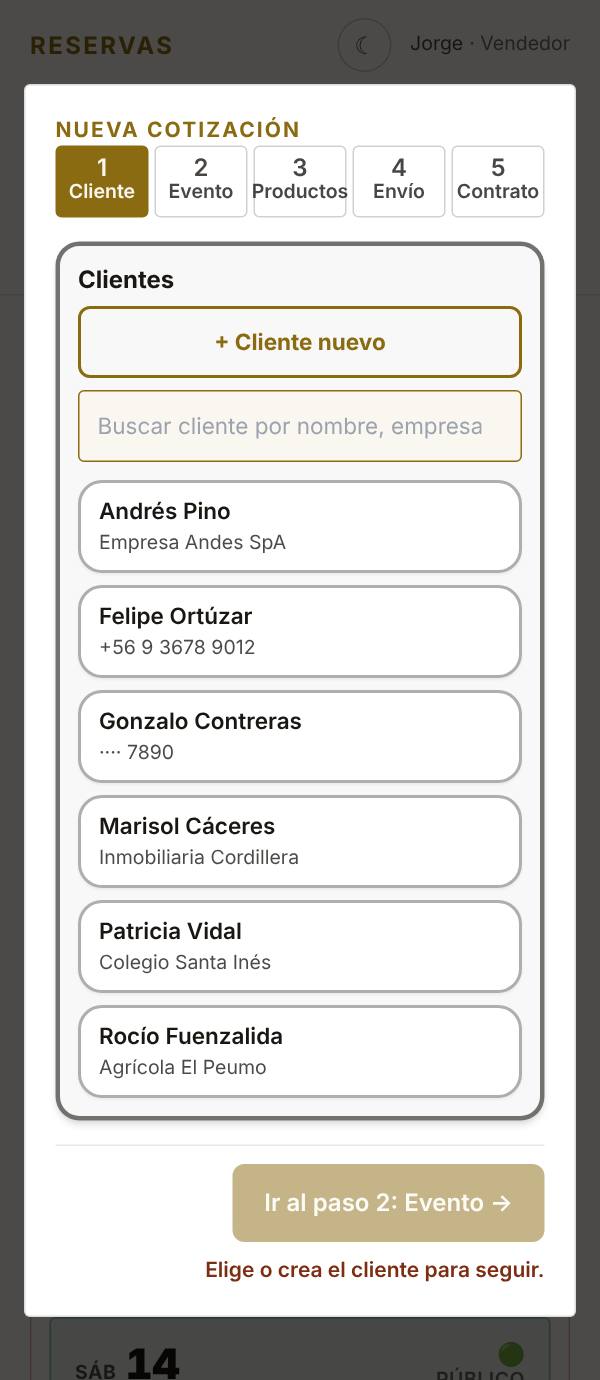 RESERVAS
Jorge · Vendedor
NUEVA COTIZACIÓN
1
Cliente
2
Evento
3
Productos
4
Envío
5
Contrato
Clientes
+ Cliente nuevo
Buscar cliente por nombre, empresa
Andrés Pino
Empresa Andes SpA
Felipe Ortúzar
+56 9 3678 9012
Gonzalo Contreras
···· 7890
Marisol Cáceres
Inmobiliaria Cordillera
Patricia Vidal
Colegio Santa Inés
Rocío Fuenzalida
Agrícola El Peumo
Ir al paso 2: Evento →
Elige o crea el cliente para seguir.
SÁB 14
PÚBLICO